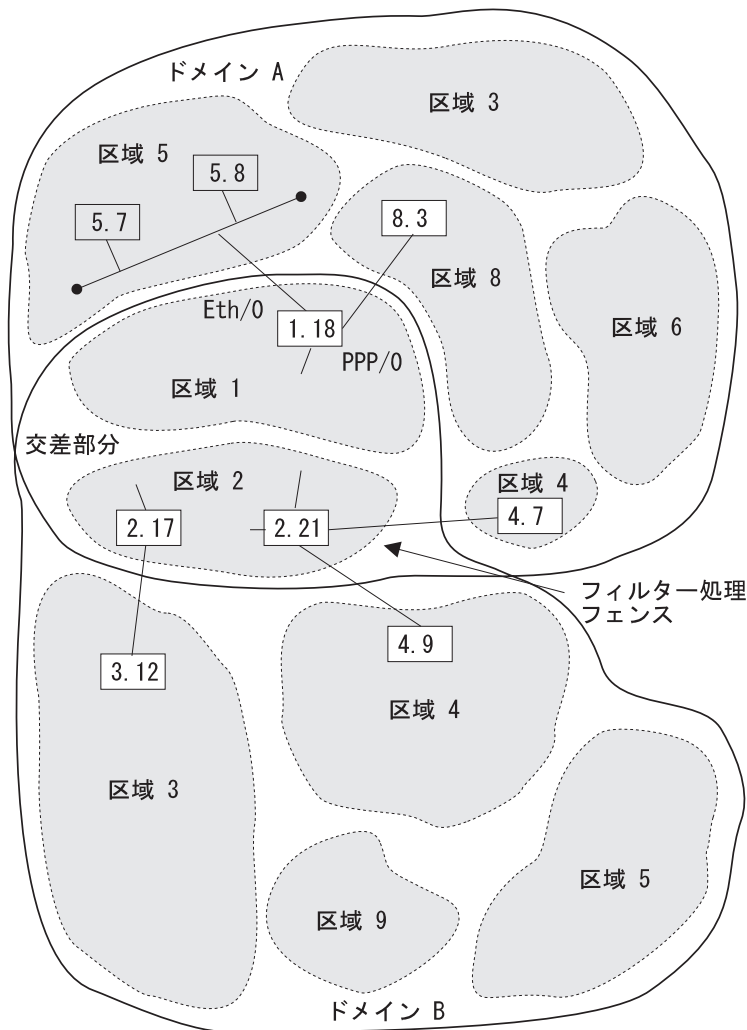 ドメイン A
区域 3
区域 5
5.8
5.7
8.3
区域 8
Eth/0
1.18
PPP/0
区域 6
区域 1
交差部分
区域 2
区域 4
2.17
2.21
4.7
フィルター処理
フェンス
3.12
4.9
区域 4
区域 3
区域 5
区域 9
ドメイン B